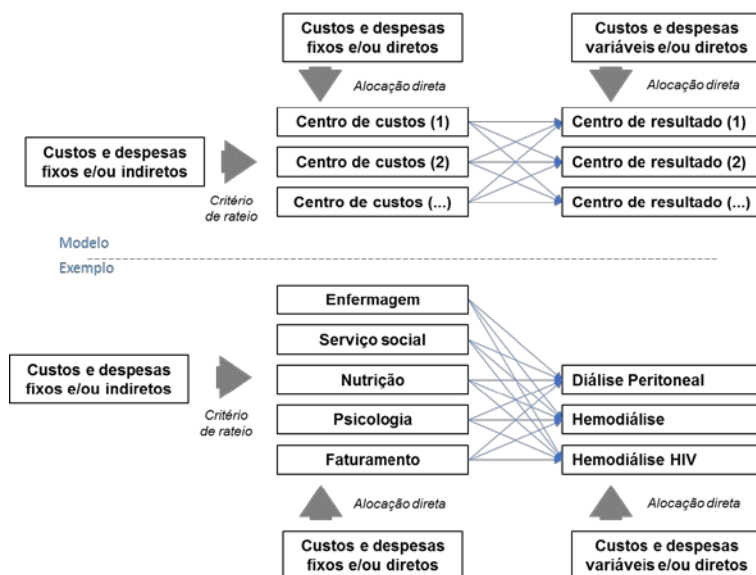 Custos e despesas
fixos e/ou diretos
Custos e despesas
variáveis e/ou diretos
Alocação direta
Alocação direta
Custos e despesas
fixos e/ou indiretos
Critério
de rateio
Centro de custos (1)
Centro de custos (2)
Centro de custos (...)
Centro de resultado (1)
Centro de resultado (2)
Centro de resultado (...)
Modelo
Exemplo
Custos e despesas
fixos e/ou indiretos
Critério
de rateio
Enfermagem
Serviço social
Nutrição
Psicologia
Faturamento
Diálise Peritoneal
Hemodiálise
Hemodiálise HIV
Alocação direta
Alocação direta
Custos e despesas
fixos e/ou diretos
Custos e despesas
variáveis e/ou diretos